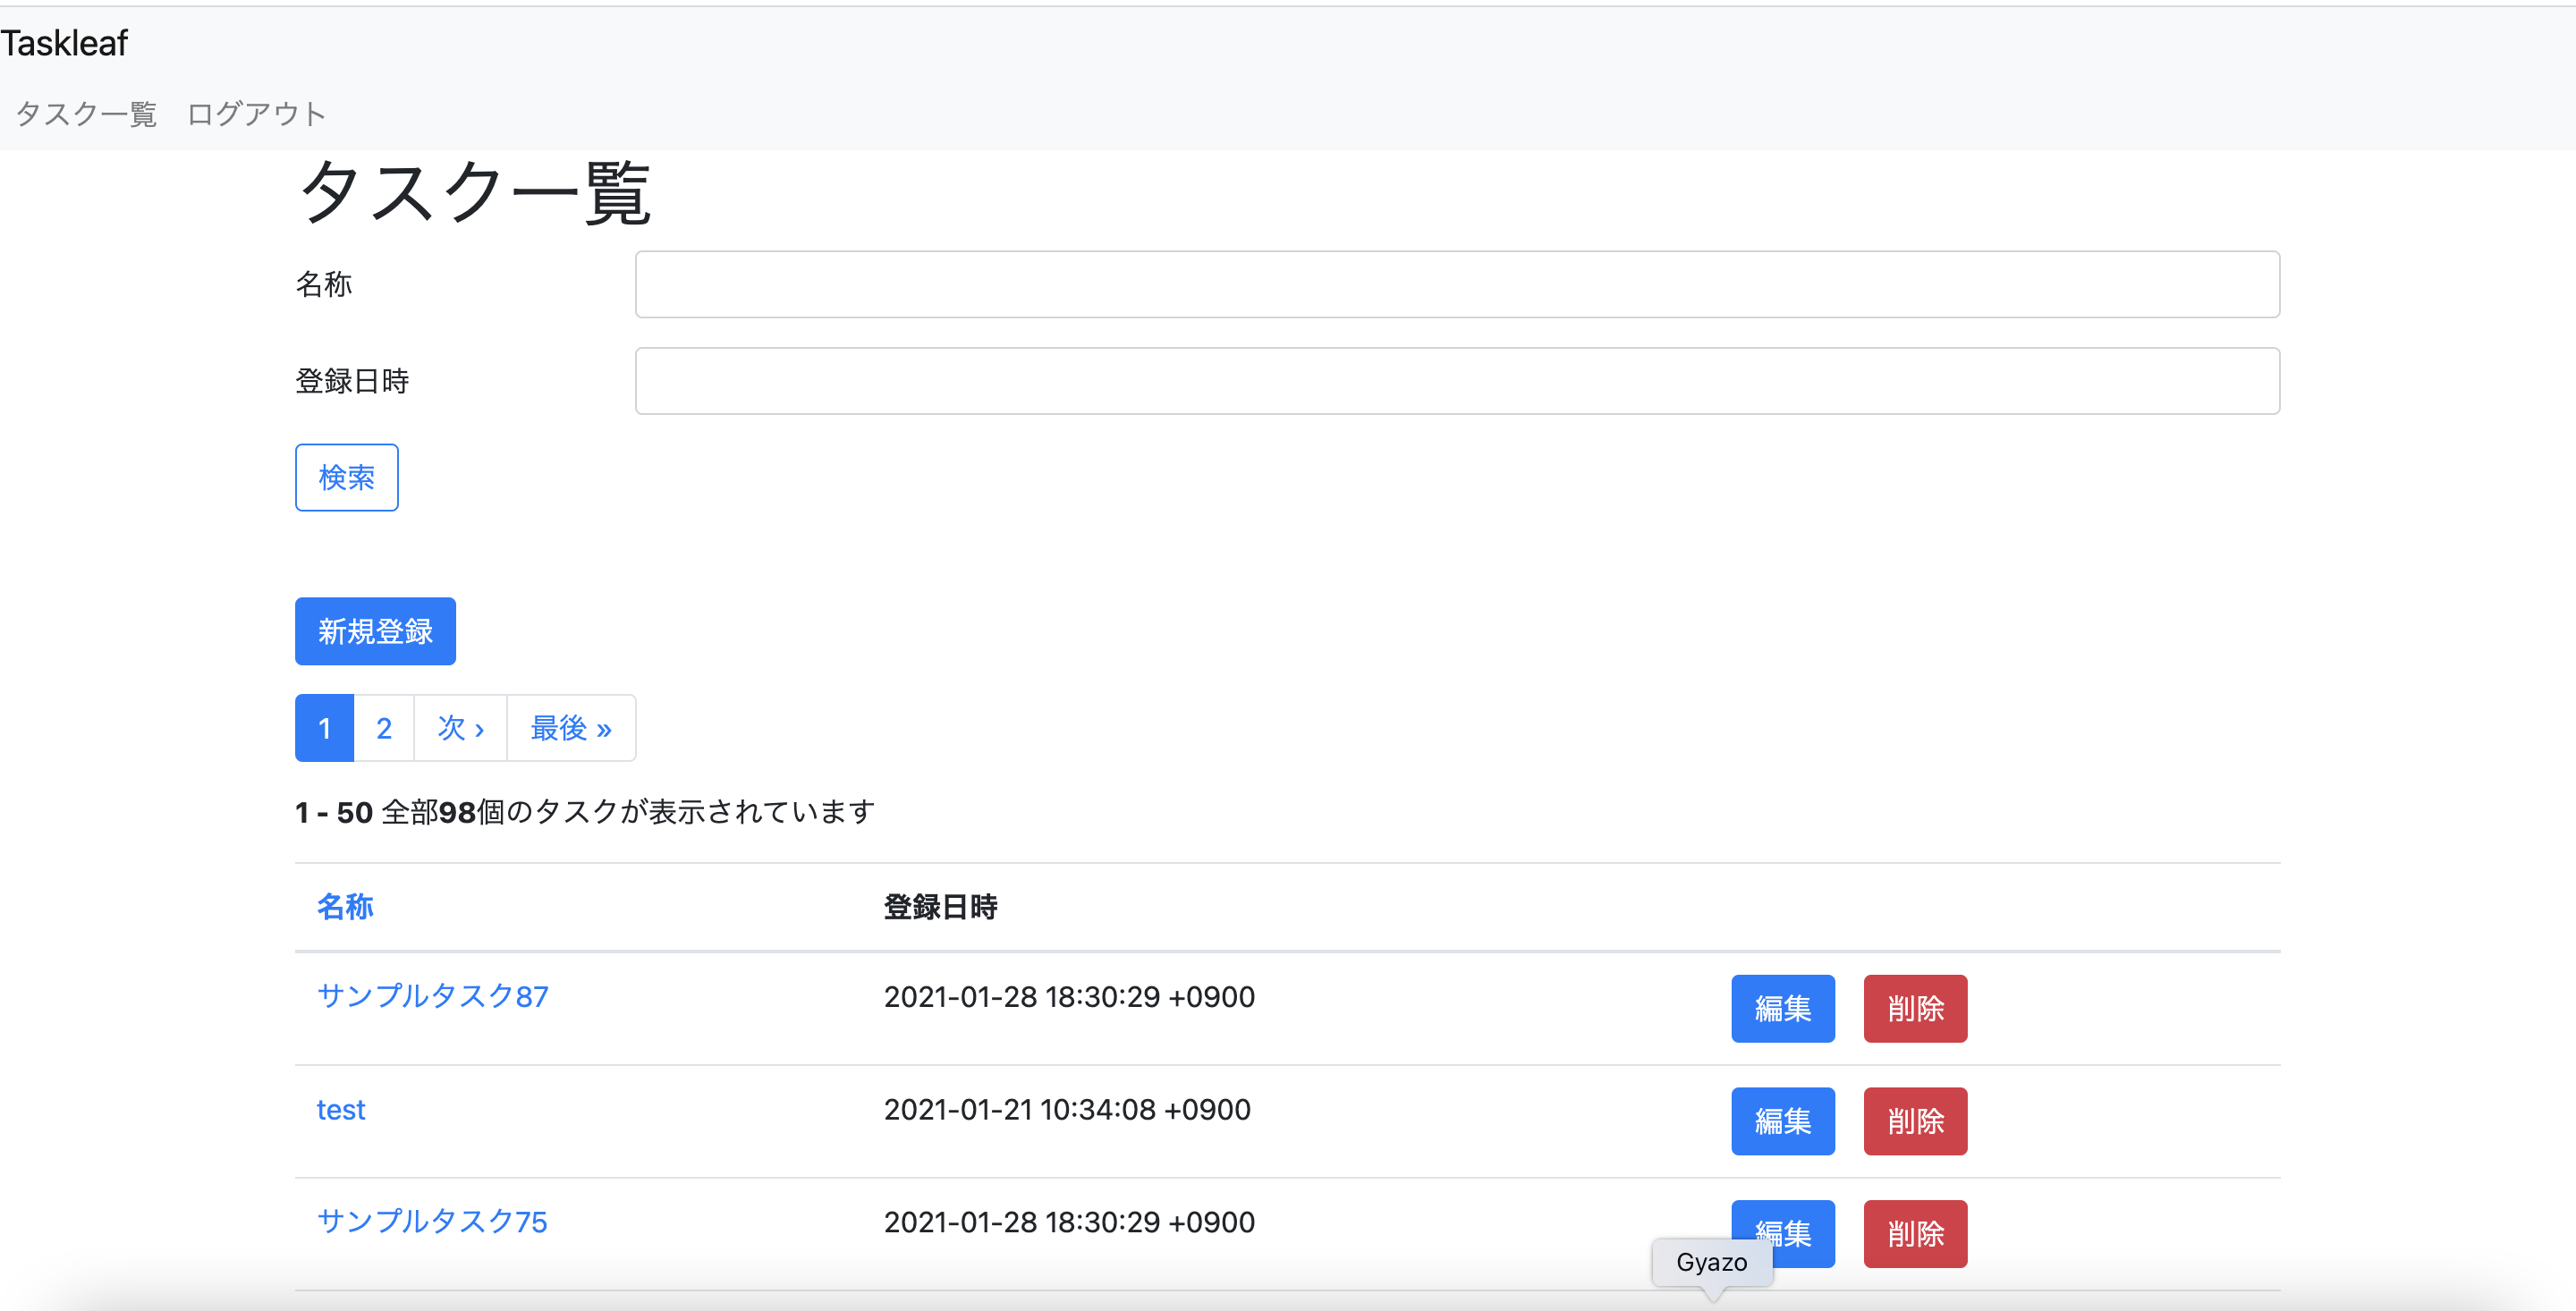 Taskleaf
タスク一覧 ログアウト
タスク一覧
名称
登録日時
検索
新規登録
1 2 次 › 最後 »
1 - 50 全部98個のタスクが表示されています
名称 登録日時
サンプルタスク87 2021-01-28 18:30:29 +0900 編集 削除
test 2021-01-21 10:34:08 +0900 編集 削除
サンプルタスク75 2021-01-28 18:30:29 +0900 編集 削除
Gyazo